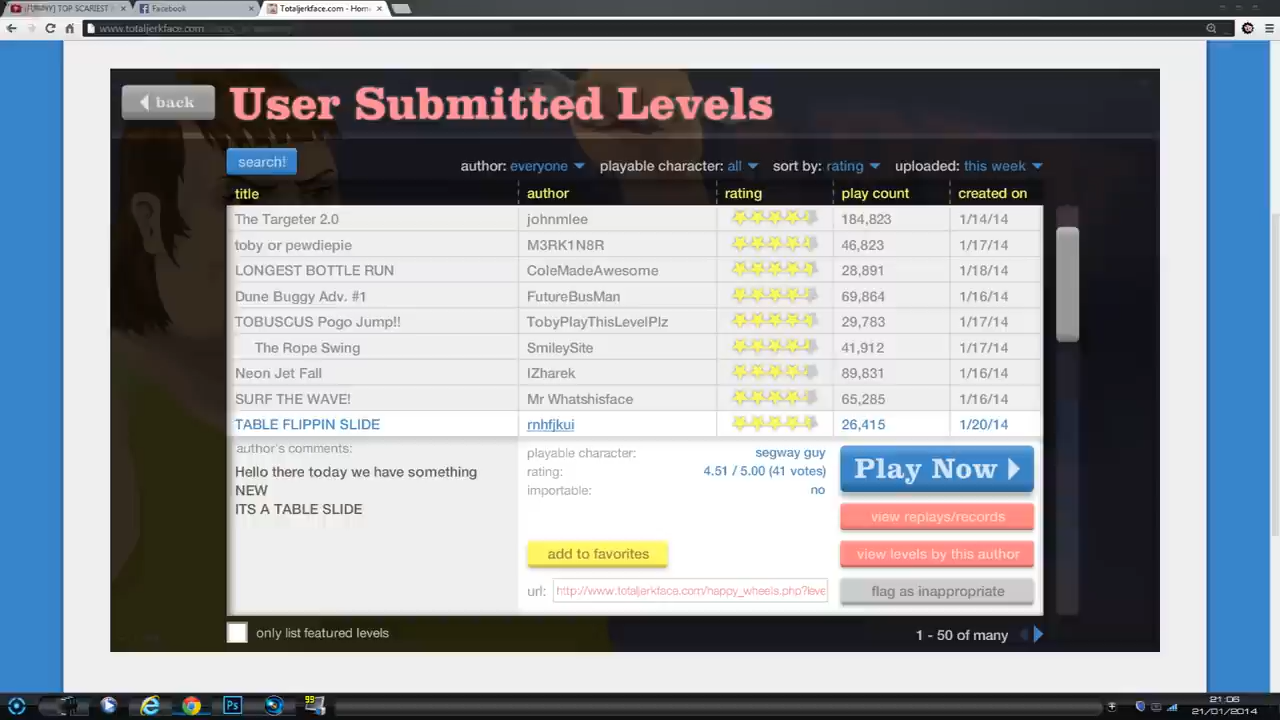 [FUNNY] TOP SCARIEST
Facebook
Totaljerkface.com - Hom
www.totaljerkface.com
back
User Submitted Levels
search!
author: everyone playable character: all sort by: rating uploaded: this week
title author rating play count created on
The Targeter 2.0 johnmlee 184,823 1/14/14
toby or pewdiepie M3RK1N8R 46,823 1/17/14
LONGEST BOTTLE RUN ColeMadeAwesome 28,891 1/18/14
Dune Buggy Adv. #1 FutureBusMan 69,864 1/16/14
TOBUSCUS Pogo Jump!! TobyPlayThisLevelPlz 29,783 1/17/14
The Rope Swing SmileySite 41,912 1/17/14
Neon Jet Fall IZharek 89,831 1/16/14
SURF THE WAVE! Mr Whatshisface 65,285 1/16/14
TABLE FLIPPIN SLIDE rnhfjkui 26,415 1/20/14
author's comments:
Hello there today we have something
NEW
ITS A TABLE SLIDE
playable character: segway guy
rating: 4.51 / 5.00 (41 votes)
importable: no
add to favorites
url: http://www.totaljerkface.com/happy_wheels.php?leve
Play Now
view replays/records
view levels by this author
flag as inappropriate
only list featured levels
1 - 50 of many
Ps
99
21:06
21/01/2014